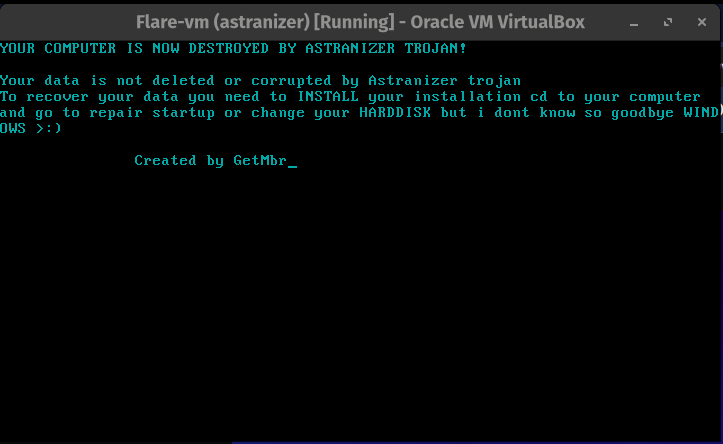 Flare-vm (astranizer) [Running] - Oracle VM VirtualBox
YOUR COMPUTER IS NOW DESTROYED BY ASTRANIZER TROJAN!
Your data is not deleted or corrupted by Astranizer trojan
To recover your data you need to INSTALL your installation cd to your computer
and go to repair startup or change your HARDDISK but i dont know so goodbye WIND
OWS >:)
Created by GetMbr_